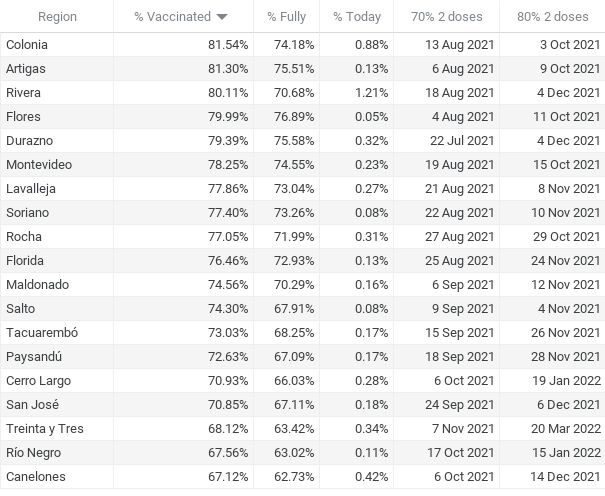 Region % Vaccinated % Fully % Today 70% 2 doses 80% 2 doses
Colonia 81.54% 74.18% 0.88% 13 Aug 2021 3 Oct 2021
Artigas 81.30% 75.51% 0.13% 6 Aug 2021 9 Oct 2021
Rivera 80.11% 70.68% 1.21% 18 Aug 2021 4 Dec 2021
Flores 79.99% 76.89% 0.05% 4 Aug 2021 11 Oct 2021
Durazno 79.39% 75.58% 0.32% 22 Jul 2021 4 Dec 2021
Montevideo 78.25% 74.55% 0.23% 19 Aug 2021 15 Oct 2021
Lavalleja 77.86% 73.04% 0.27% 21 Aug 2021 8 Nov 2021
Soriano 77.40% 73.26% 0.08% 22 Aug 2021 10 Nov 2021
Rocha 77.05% 71.99% 0.31% 27 Aug 2021 29 Oct 2021
Florida 76.46% 72.93% 0.13% 25 Aug 2021 24 Nov 2021
Maldonado 74.56% 70.29% 0.16% 6 Sep 2021 12 Nov 2021
Salto 74.30% 67.91% 0.08% 9 Sep 2021 4 Nov 2021
Tacuarembó 73.03% 68.25% 0.17% 15 Sep 2021 26 Nov 2021
Paysandú 72.63% 67.09% 0.17% 18 Sep 2021 28 Nov 2021
Cerro Largo 70.93% 66.03% 0.28% 6 Oct 2021 19 Jan 2022
San José 70.85% 67.11% 0.18% 24 Sep 2021 6 Dec 2021
Treinta y Tres 68.12% 63.42% 0.34% 7 Nov 2021 20 Mar 2022
Río Negro 67.56% 63.02% 0.11% 17 Oct 2021 15 Jan 2022
Canelones 67.12% 62.73% 0.42% 6 Oct 2021 14 Dec 2021